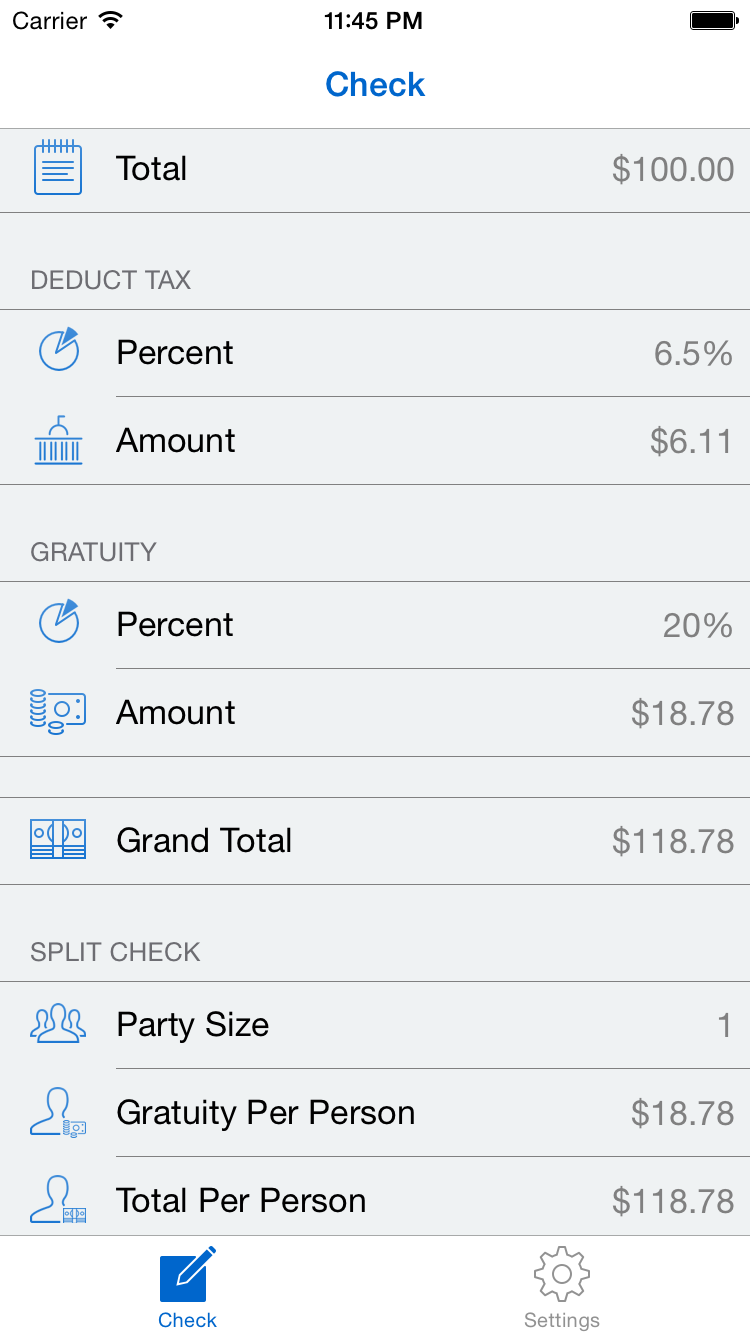 Carrier 11:45 PM
Check
Total $100.00
DEDUCT TAX
Percent 6.5%
Amount $6.11
GRATUITY
Percent 20%
Amount $18.78
Grand Total $118.78
SPLIT CHECK
Party Size 1
Gratuity Per Person $18.78
Total Per Person $118.78
Check Settings